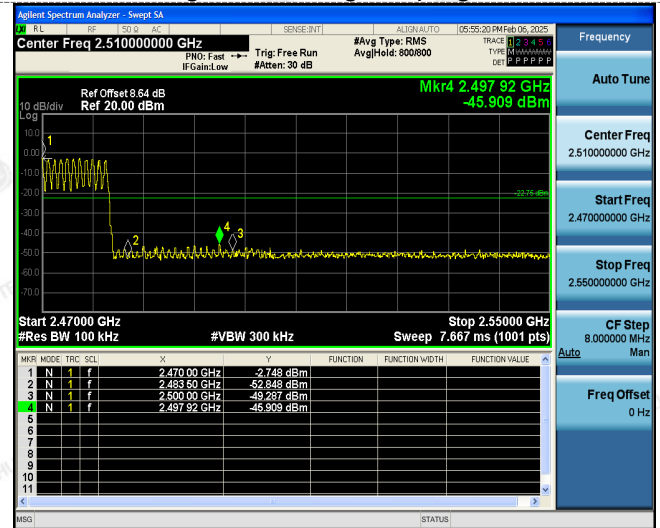 Agilent Spectrum Analyzer - Swept SA
RL RF 50 Ω AC SENSE:INT ALIGN AUTO 05:55:20 PM Feb 06, 2025
Center Freq 2.510000000 GHz
PNO: Fast
IFGain:Low
Trig: Free Run
#Atten: 30 dB
#Avg Type: RMS
Avg|Hold: 800/800
TRACE 1 2 3 4 5 6
TYPE M
DET P P P P P P
Ref Offset 8.64 dB
10 dB/div Ref 20.00 dBm
Log
Mkr4 2.497 92 GHz
-45.909 dBm
10.0
0.00
-10.0
-20.0
-30.0
-40.0
-50.0
-60.0
-70.0
1
2
4
3
Start 2.47000 GHz Stop 2.55000 GHz
#Res BW 100 kHz #VBW 300 kHz Sweep 7.667 ms (1001 pts)
MKR MODE TRC SCL X Y FUNCTION FUNCTION WIDTH FUNCTION VALUE
1 N 1 f 2.470 00 GHz -2.748 dBm
2 N 1 f 2.483 50 GHz -52.848 dBm
3 N 1 f 2.500 00 GHz -49.287 dBm
4 N 1 f 2.497 92 GHz -45.909 dBm
5
6
7
8
9
10
11
MSG STATUS
Frequency
Auto Tune
Center Freq
2.510000000 GHz
Start Freq
2.470000000 GHz
Stop Freq
2.550000000 GHz
CF Step
8.000000 MHz
Auto Man
Freq Offset
0 Hz